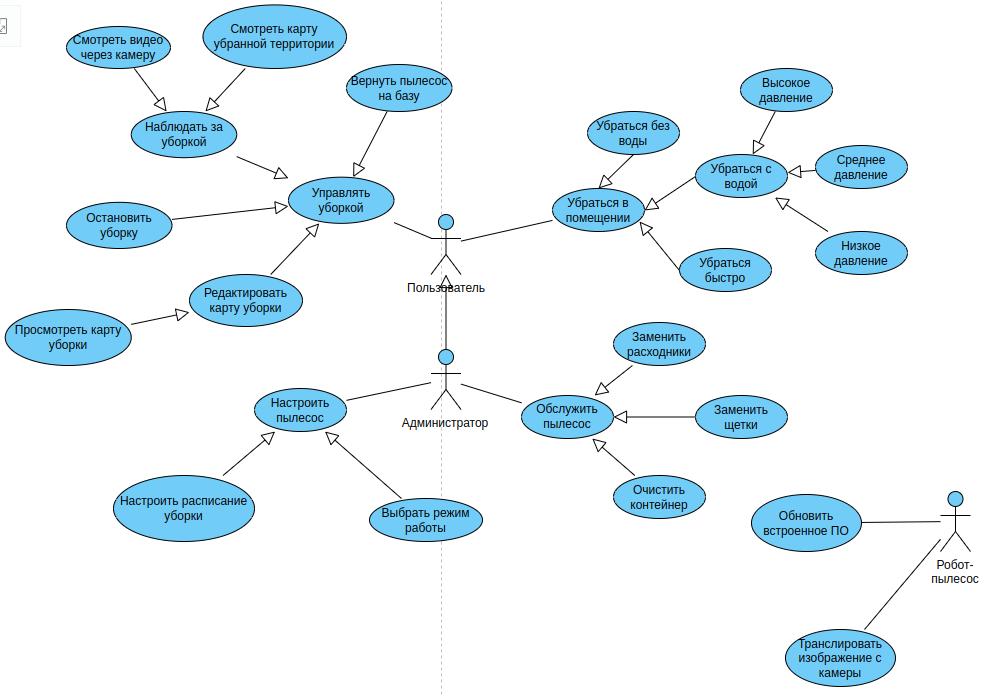 Смотреть видео
через камеру
Смотреть карту
убранной территории
Вернуть пылесос
на базу
Наблюдать за
уборкой
Управлять
уборкой
Остановить
уборку
Редактировать
карту уборки
Просмотреть карту
уборки
Пользователь
Убраться без
воды
Высокое
давление
Убраться с
водой
Среднее
давление
Убраться в
помещении
Низкое
давление
Убраться
быстро
Администратор
Настроить
пылесос
Настроить расписание
уборки
Выбрать режим
работы
Заменить
расходники
Обслужить
пылесос
Заменить
щетки
Очистить
контейнер
Обновить
встроенное ПО
Робот-
пылесос
Транслировать
изображение с
камеры